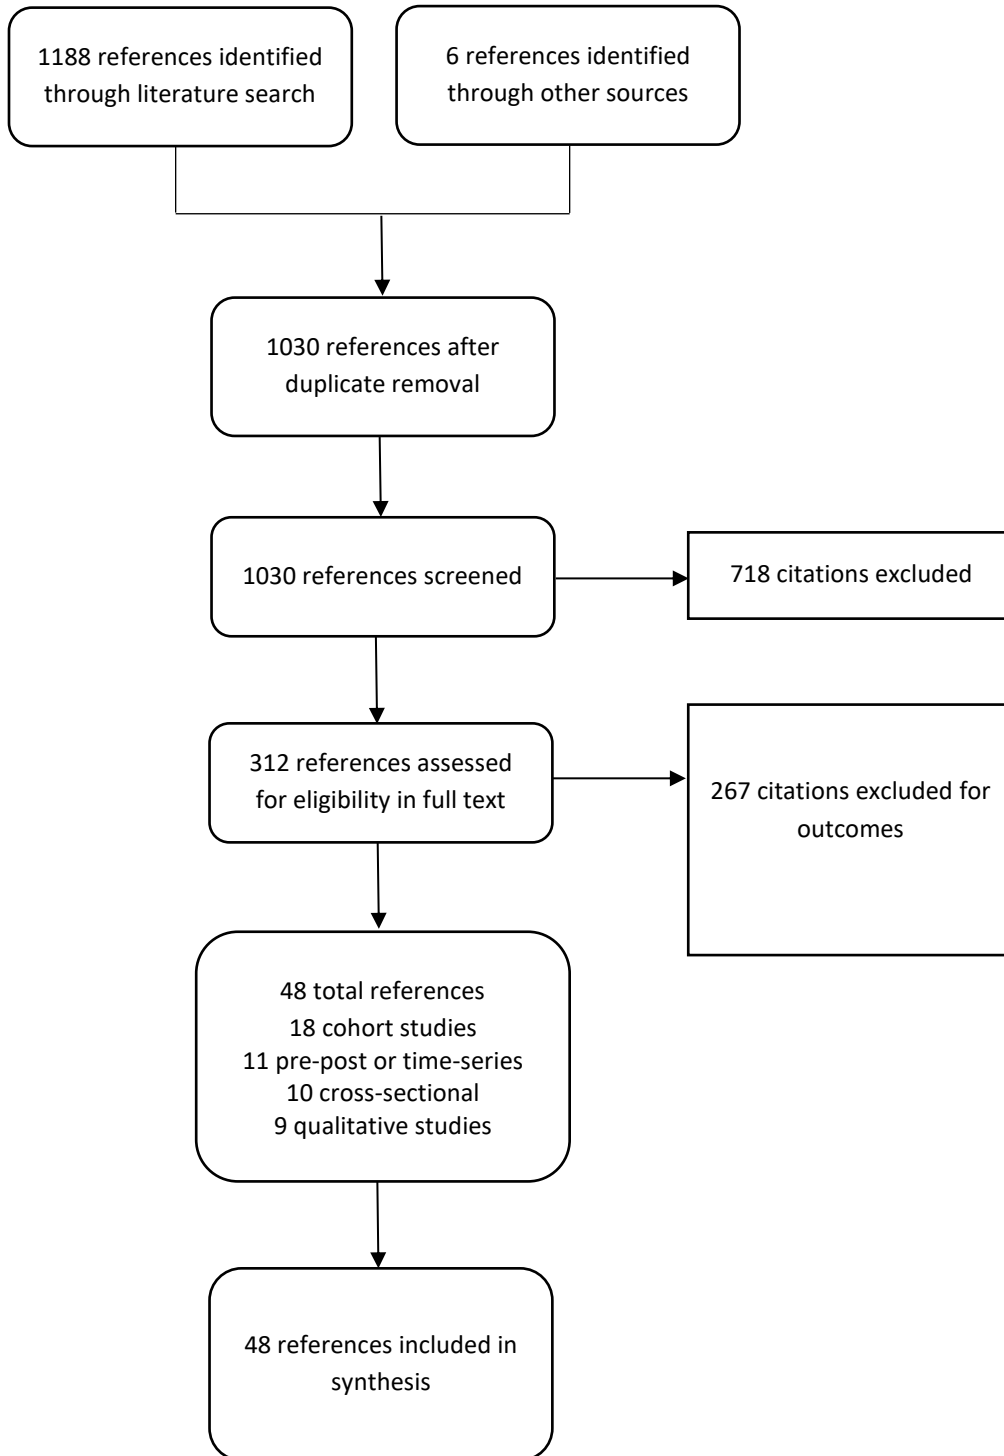 1188 references identified
through literature search
6 references identified
through other sources
1030 references after
duplicate removal
1030 references screened
718 citations excluded
312 references assessed
for eligibility in full text
267 citations excluded for
outcomes
48 total references
18 cohort studies
11 pre-post or time-series
10 cross-sectional
9 qualitative studies
48 references included in
synthesis